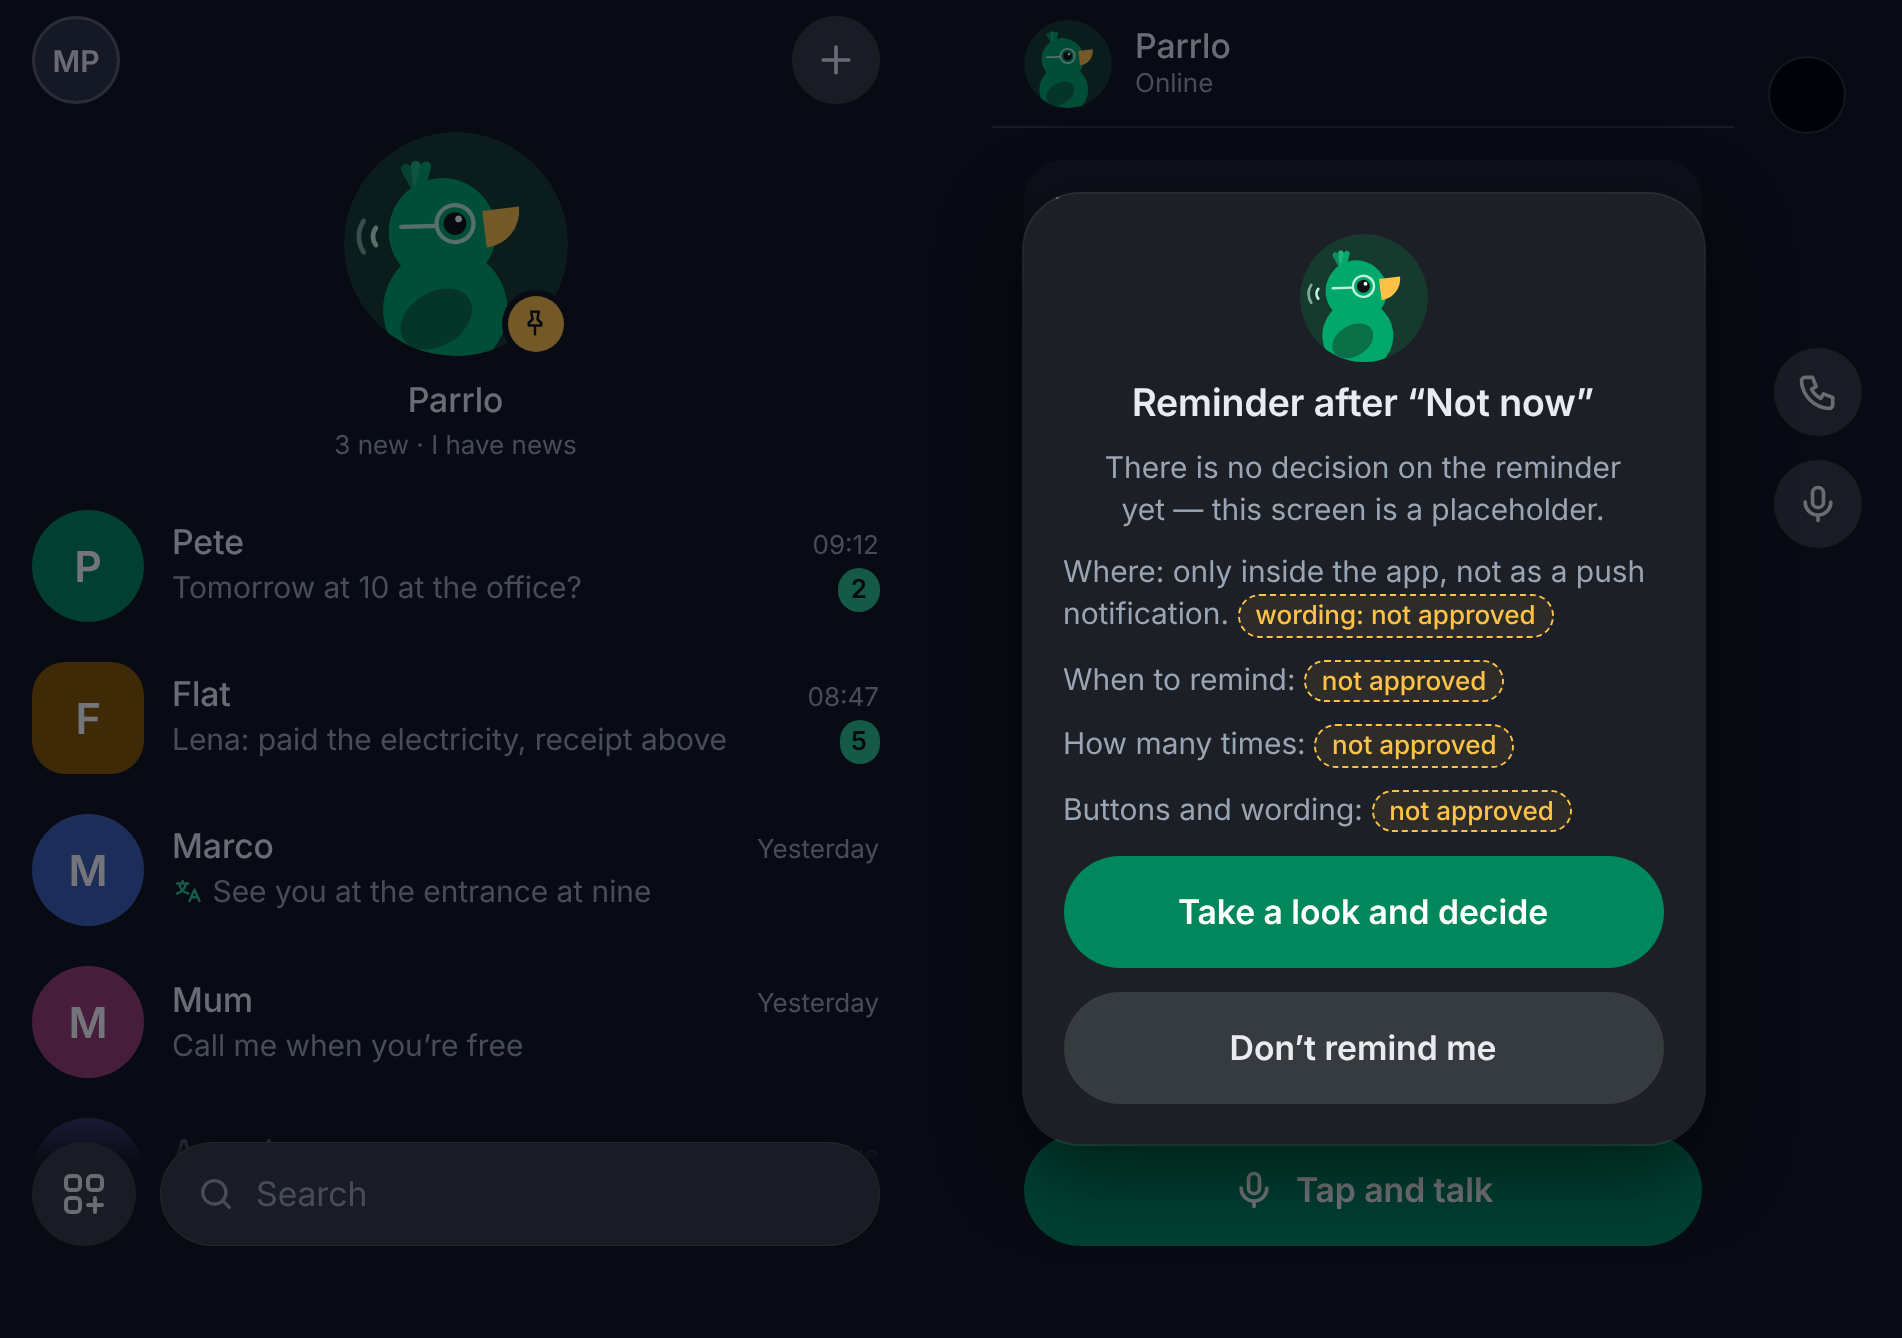 MP
Parrlo
3 new · I have news
P
Pete
09:12
Tomorrow at 10 at the office?
2
F
Flat
08:47
Lena: paid the electricity, receipt above
5
M
Marco
Yesterday
See you at the entrance at nine
M
Mum
Yesterday
Call me when you’re free
Search
Parrlo
Online
Reminder after “Not now”
There is no decision on the reminder
yet — this screen is a placeholder.
Where: only inside the app, not as a push
notification. wording: not approved
When to remind: not approved
How many times: not approved
Buttons and wording: not approved
Take a look and decide
Don’t remind me
Tap and talk